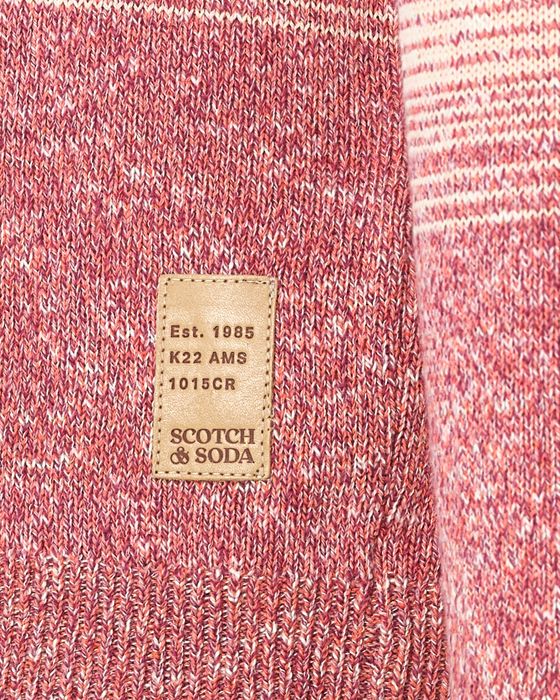 Est. 1985
K22 AMS
1015CR
SCOTCH
& SODA